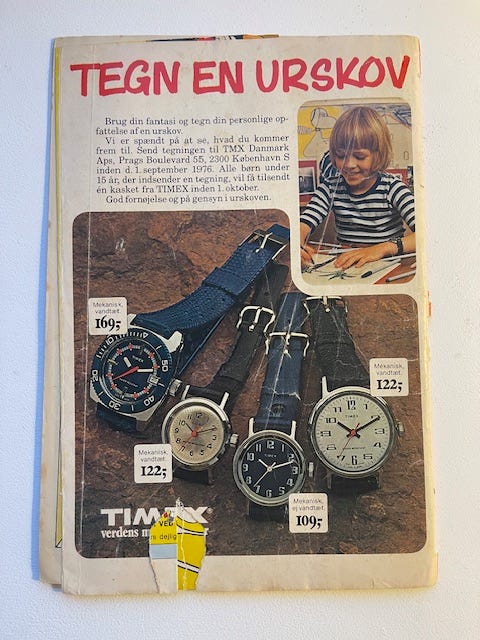 TEGN EN URSKOV
Brug din fantasi og tegn din personlige op-
fattelse af en urskov.
Vi er spændt på at se, hvad du kommer
frem til. Send tegningen til TMX Danmark
Aps, Prags Boulevard 55, 2300 København S
inden d. 1. september 1976. Alle børn under
15 år, der indsender en tegning, vil få tilsendt
én kasket fra TIMEX inden 1. oktober.
God fornøjelse og på gensyn i urskoven.
Mekanisk,
vandtæt.
169,-
Mekanisk,
vandtæt.
122,-
Mekanisk,
vandtæt.
122,-
Mekanisk,
ej vandtæt.
109,-
TIMEX
TIMEX
TIMEX
verdens
VED
dejlig